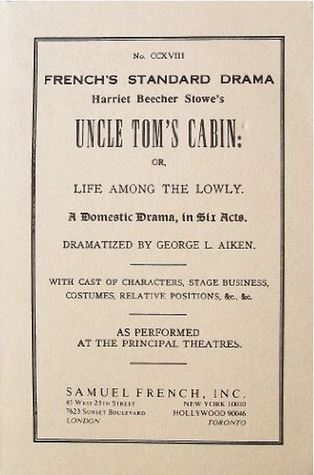 No. CCXVIII
FRENCH'S STANDARD DRAMA
Harriet Beecher Stowe's
UNCLE TOM'S CABIN:
OR,
LIFE AMONG THE LOWLY.
A Domestic Drama, in Six Acts.
DRAMATIZED BY GEORGE L. AIKEN.
WITH CAST OF CHARACTERS, STAGE BUSINESS,
COSTUMES, RELATIVE POSITIONS, &c., &c.
AS PERFORMED
AT THE PRINCIPAL THEATRES.
SAMUEL FRENCH, INC.
45 WEST 25TH STREET NEW YORK 10010
7623 SUNSET BOULEVARD HOLLYWOOD 90046
LONDON TORONTO